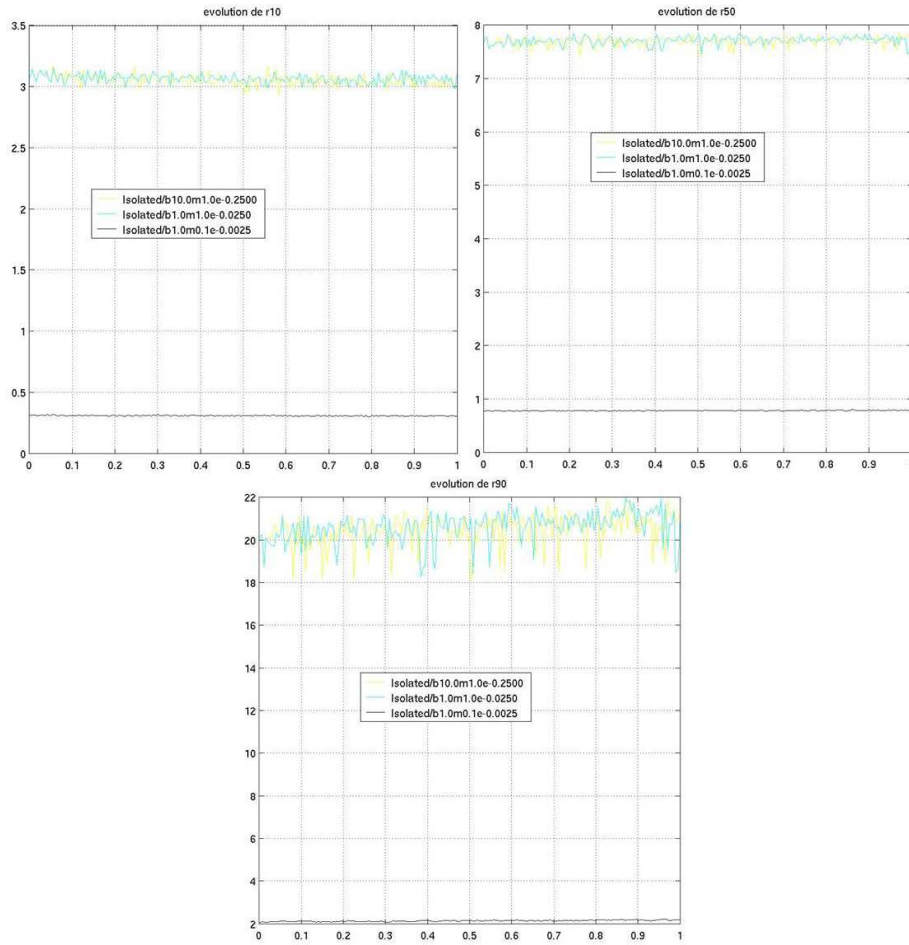 evolution de r10
3.5
3
2.5
2
1.5
1
0.5
0
0 0.1 0.2 0.3 0.4 0.5 0.6 0.7 0.8 0.9 1
Isolated/b10.0m1.0e-0.2500
Isolated/b1.0m1.0e-0.0250
Isolated/b1.0m0.1e-0.0025
evolution de r50
8
7
6
5
4
3
2
1
0
0 0.1 0.2 0.3 0.4 0.5 0.6 0.7 0.8 0.9
Isolated/b10.0m1.0e-0.2500
Isolated/b1.0m1.0e-0.0250
Isolated/b1.0m0.1e-0.0025
evolution de r90
22
20
18
16
14
12
10
8
6
4
2
0 0.1 0.2 0.3 0.4 0.5 0.6 0.7 0.8 0.9 1
Isolated/b10.0m1.0e-0.2500
Isolated/b1.0m1.0e-0.0250
Isolated/b1.0m0.1e-0.0025